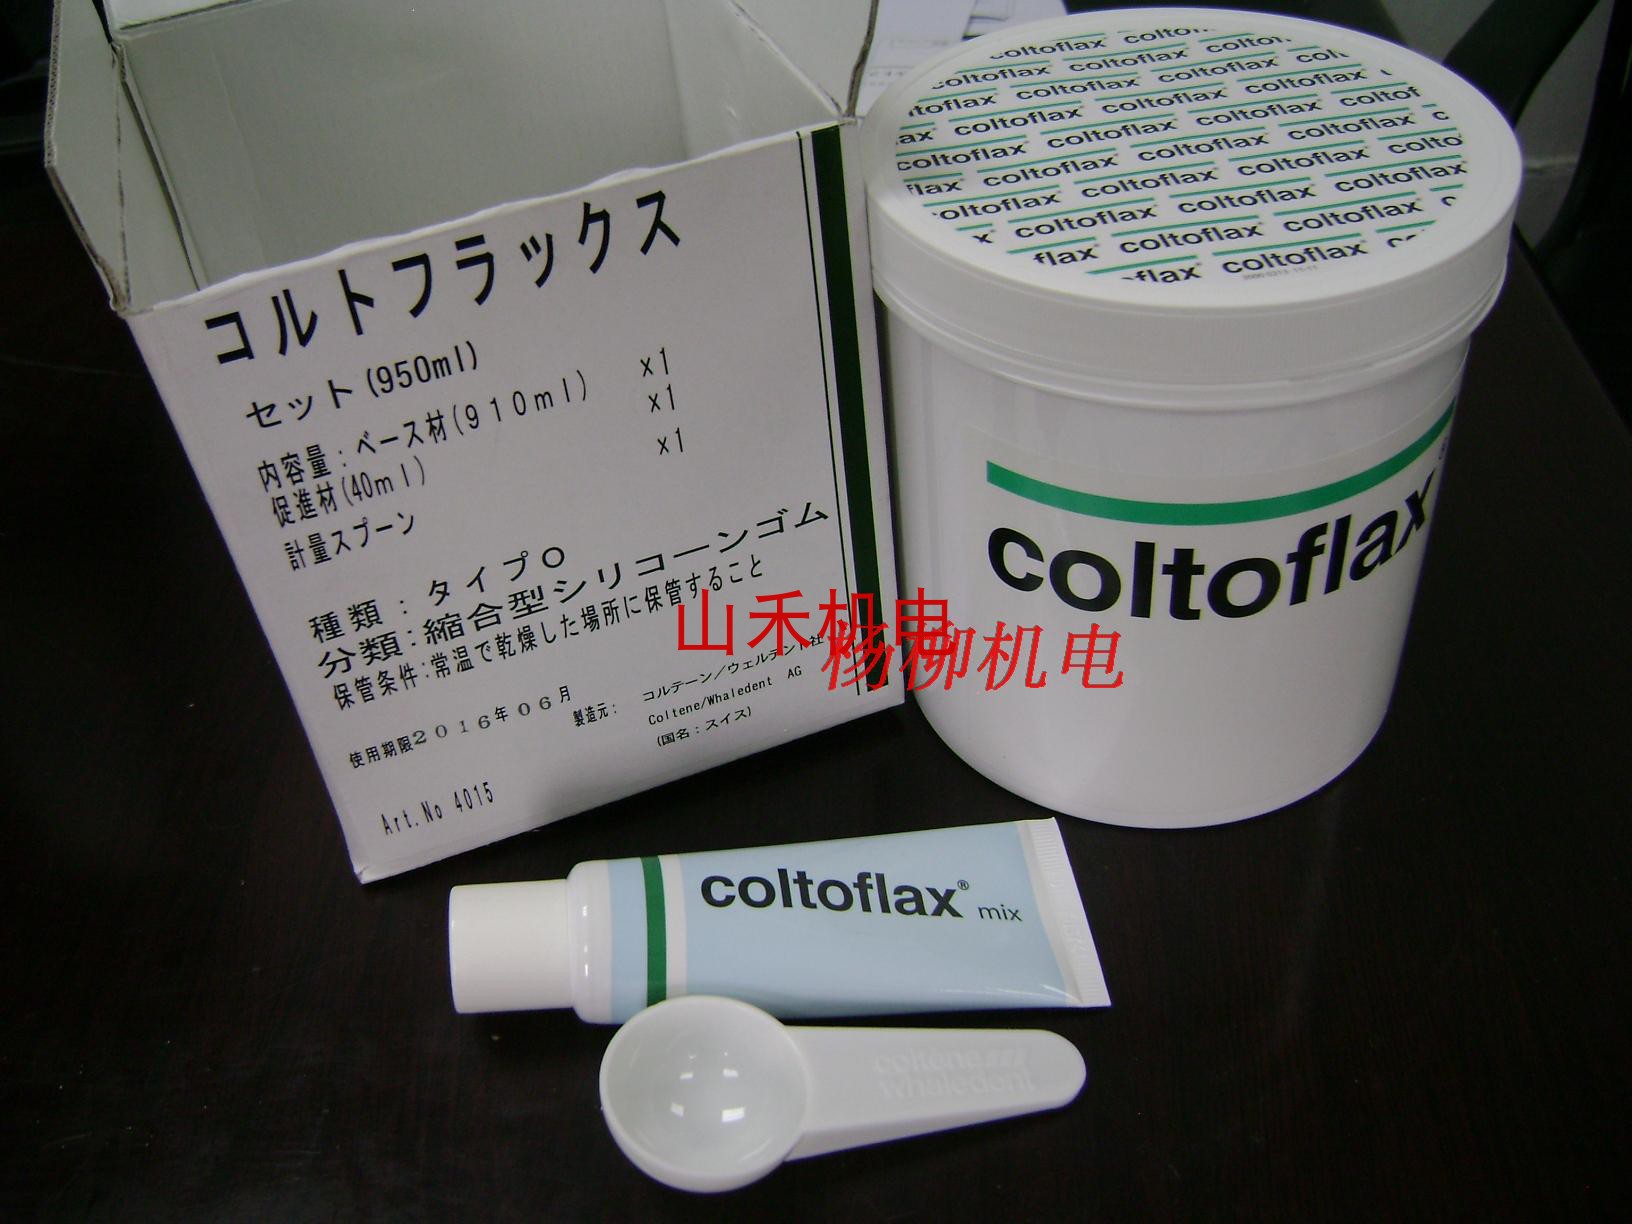 コルトフラックス
セット(950ml)
内容量：ベース材(910ml) x1
促進材(40ml) x1
計量スプーン x1
種類：タイプ0
分類：縮合型シリコーンゴム
保管条件：常温で乾燥した場所に保管すること
使用期限2016年06月
製造元：コルテーン/ウェルデント社
Coltene/Whaledent AG
(国名：スイス)
Art.No 4015
coltoflax coltoflax coltoflax
coltoflax
coltoflax® mix
coltène
whaledent
山禾机电
杨柳机电